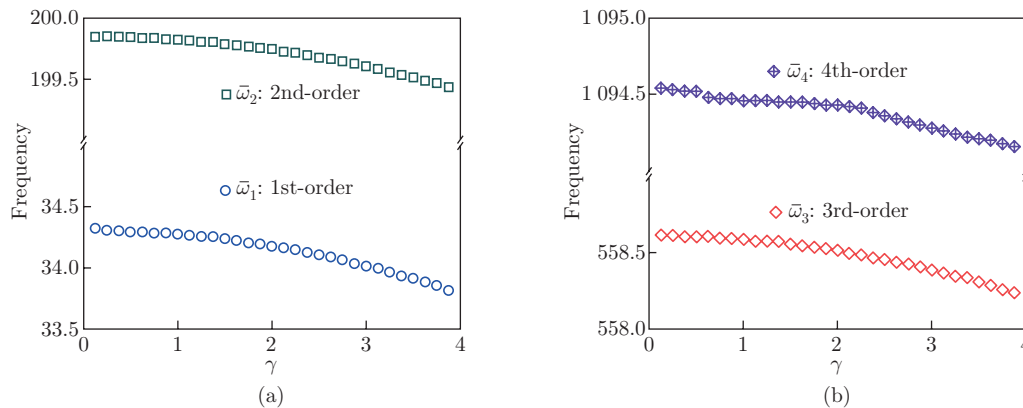 200.0
199.5
34.5
34.0
33.5
Frequency
ω̄₂: 2nd-order
ω̄₁: 1st-order
0 1 2 3 4
γ
(a)
1 095.0
1 094.5
558.5
558.0
Frequency
ω̄₄: 4th-order
ω̄₃: 3rd-order
0 1 2 3 4
γ
(b)